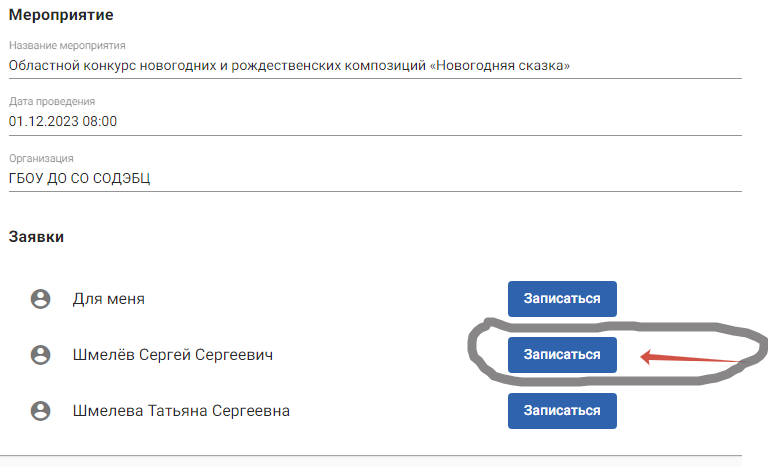 Мероприятие
Название мероприятия
Областной конкурс новогодних и рождественских композиций «Новогодняя сказка»
Дата проведения
01.12.2023 08:00
Организация
ГБОУ ДО СО СОДЭБЦ
Заявки
Для меня Записаться
Шмелёв Сергей Сергеевич Записаться
Шмелева Татьяна Сергеевна Записаться